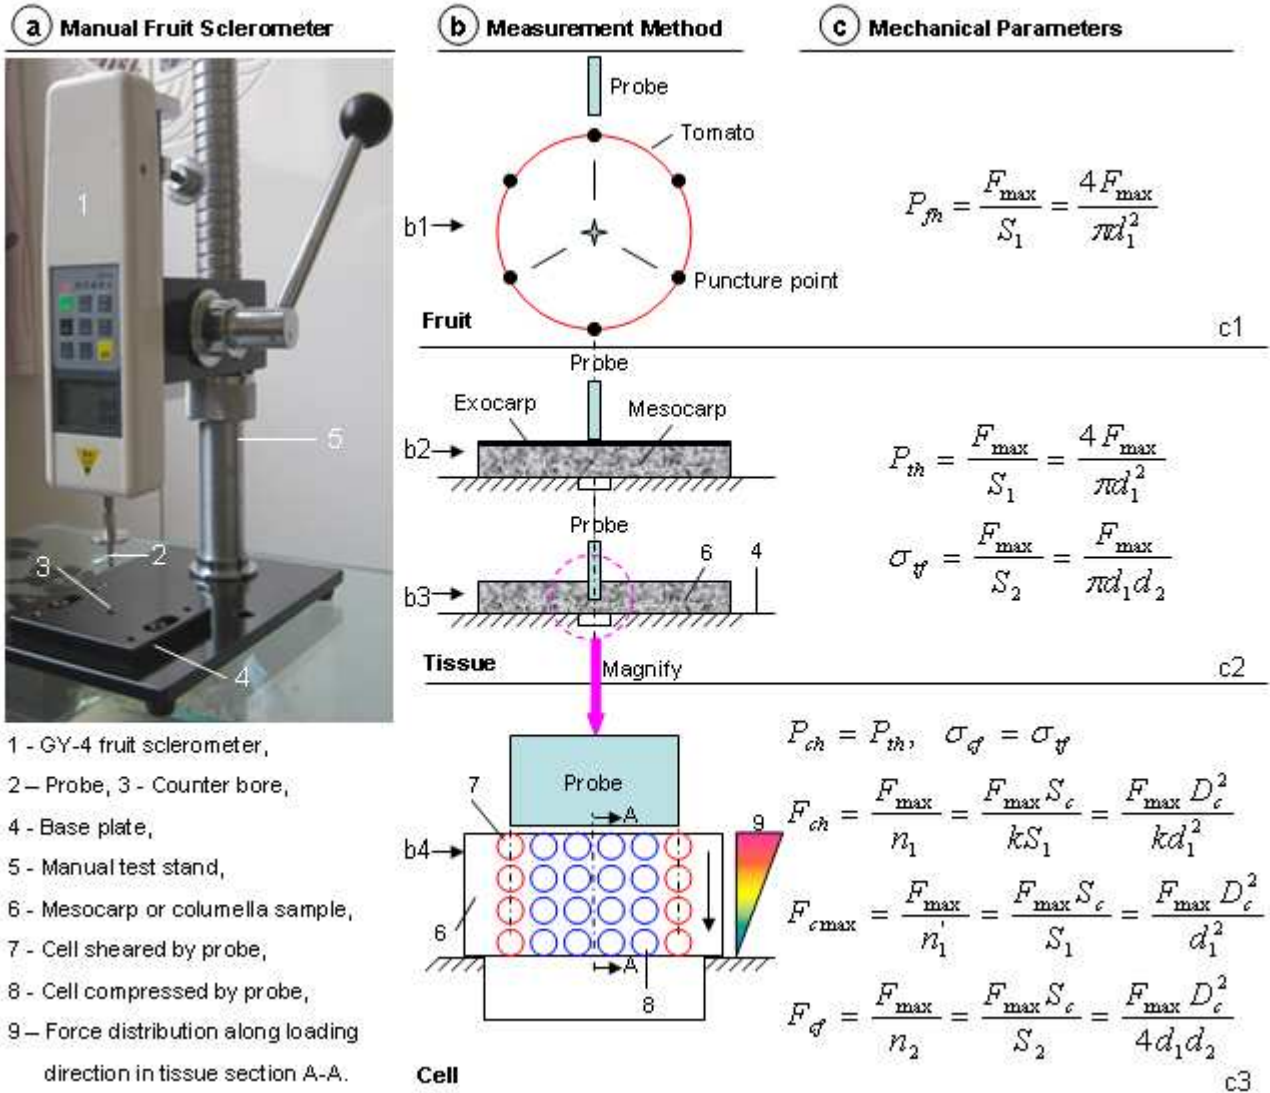 a Manual Fruit Sclerometer
1
5
2
3
4
1 - GY-4 fruit sclerometer,
2 – Probe, 3 - Counter bore,
4 - Base plate,
5 - Manual test stand,
6 - Mesocarp or columella sample,
7 - Cell sheared by probe,
8 - Cell compressed by probe,
9 – Force distribution along loading
direction in tissue section A-A.
b Measurement Method
Probe
Tomato
b1
Puncture point
Fruit
Probe
Exocarp
Mesocarp
b2
Probe
6
4
b3
Tissue
Magnify
Probe
7
A
9
b4
6
A
8
Cell
c Mechanical Parameters
P_fh = F_max / S_1 = 4 F_max / πd_1^2
c1
P_th = F_max / S_1 = 4 F_max / πd_1^2
σ_tf = F_max / S_2 = F_max / πd_1d_2
c2
P_ch = P_th, σ_cf = σ_tf
F_ch = F_max / n_1 = F_max S_c / kS_1 = F_max D_c^2 / kd_1^2
F_cmax = F_max / n_1' = F_max S_c / S_1 = F_max D_c^2 / d_1^2
F_cf = F_max / n_2 = F_max S_c / S_2 = F_max D_c^2 / 4d_1d_2
c3